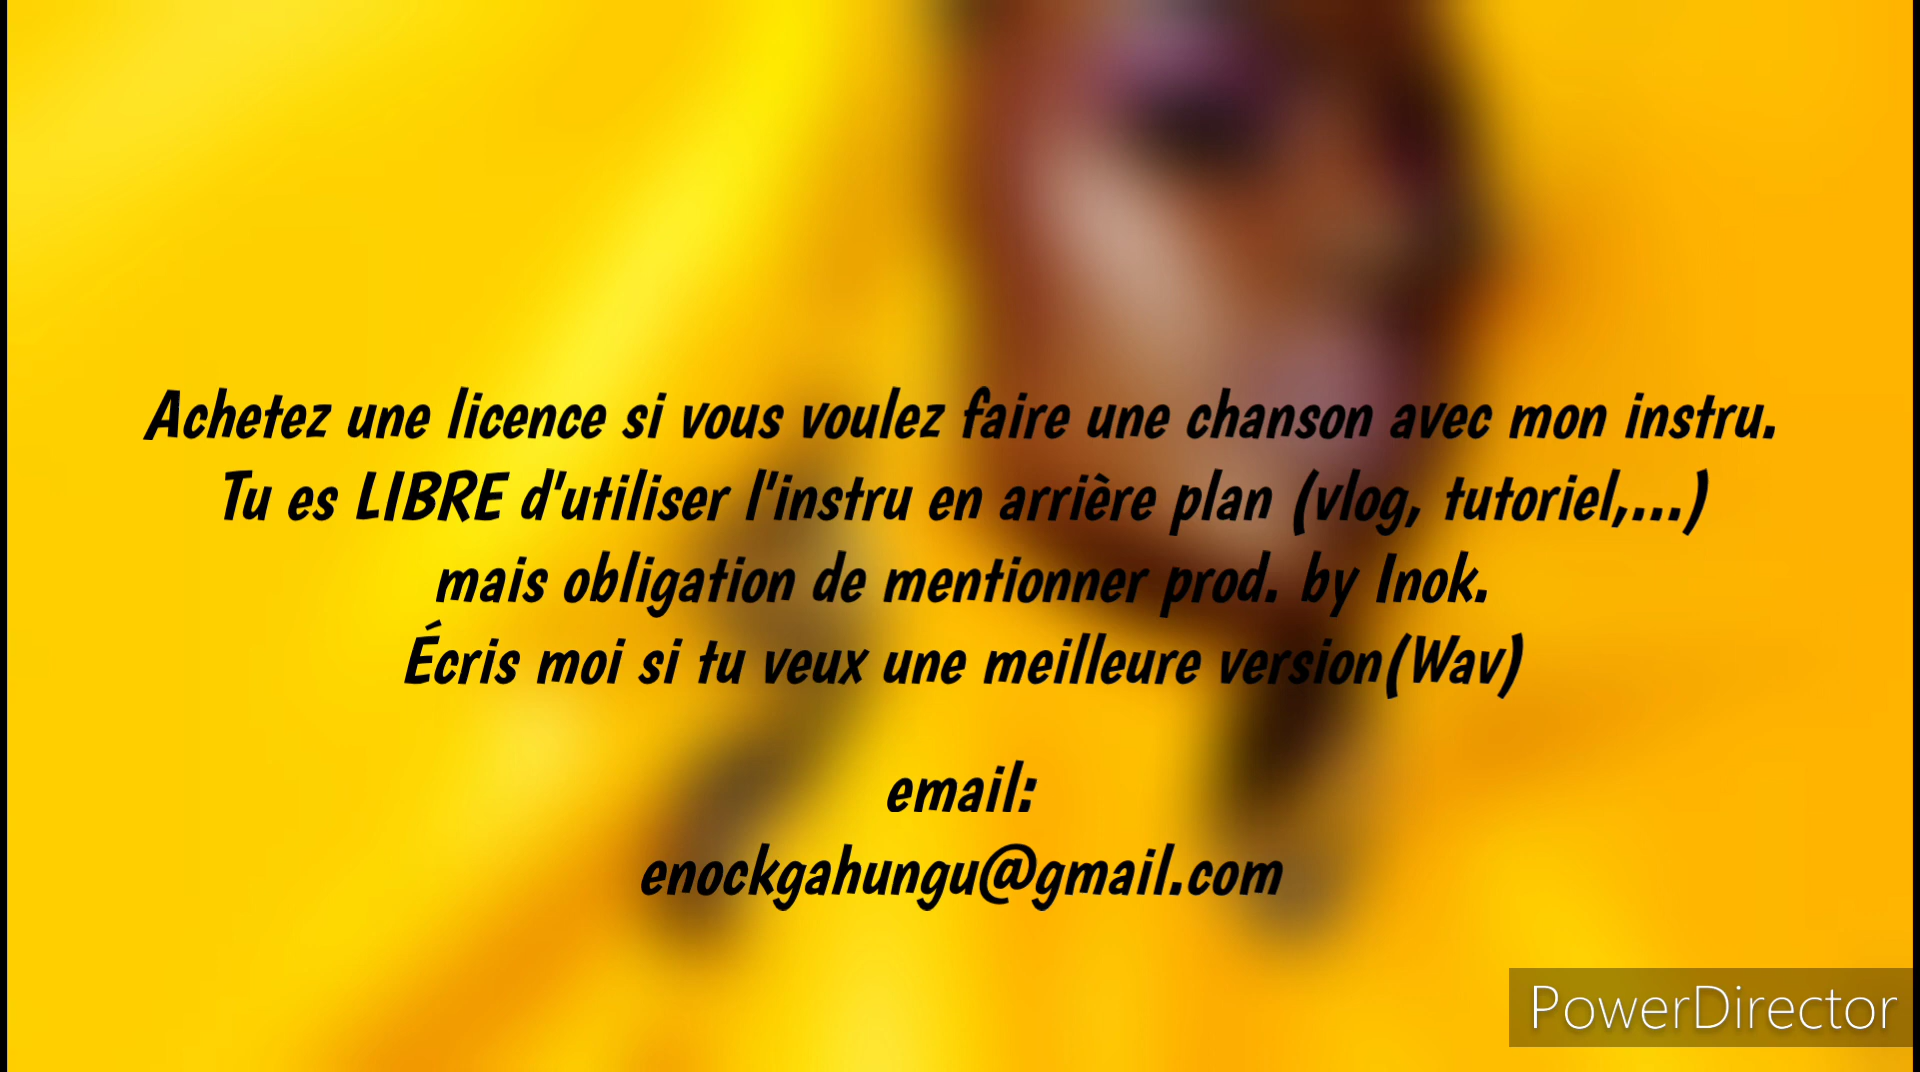 Achetez une licence si vous voulez faire une chanson avec mon instru.
Tu es LIBRE d'utiliser l'instru en arrière plan (vlog, tutoriel,...)
mais obligation de mentionner prod. by Inok.
Écris moi si tu veux une meilleure version(Wav)
email:
enockgahungu@gmail.com
PowerDirector